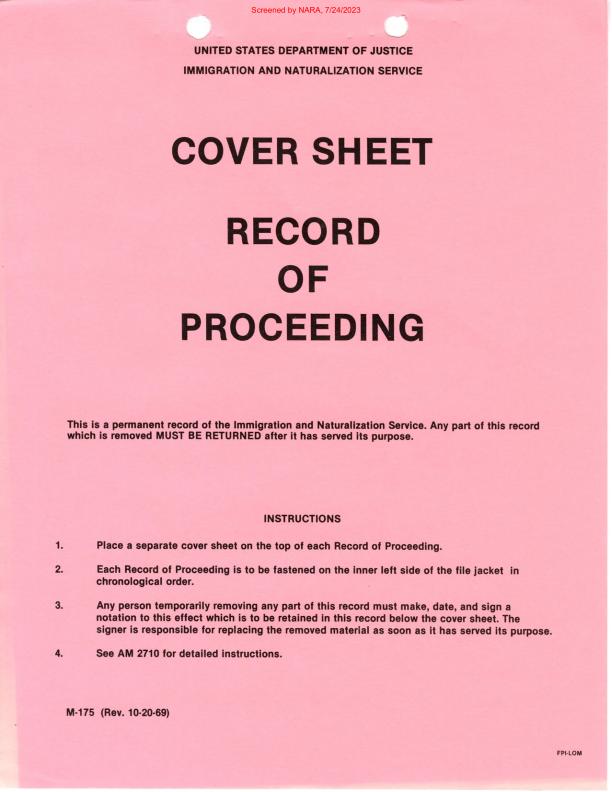 Screened by NARA, 7/24/2023
UNITED STATES DEPARTMENT OF JUSTICE
IMMIGRATION AND NATURALIZATION SERVICE
COVER SHEET
RECORD
OF
PROCEEDING
This is a permanent record of the Immigration and Naturalization Service. Any part of this record
which is removed MUST BE RETURNED after it has served its purpose.
INSTRUCTIONS
1. Place a separate cover sheet on the top of each Record of Proceeding.
2. Each Record of Proceeding is to be fastened on the inner left side of the file jacket in
chronological order.
3. Any person temporarily removing any part of this record must make, date, and sign a
notation to this effect which is to be retained in this record below the cover sheet. The
signer is responsible for replacing the removed material as soon as it has served its purpose.
4. See AM 2710 for detailed instructions.
M-175 (Rev. 10-20-69)
FPI-LOM